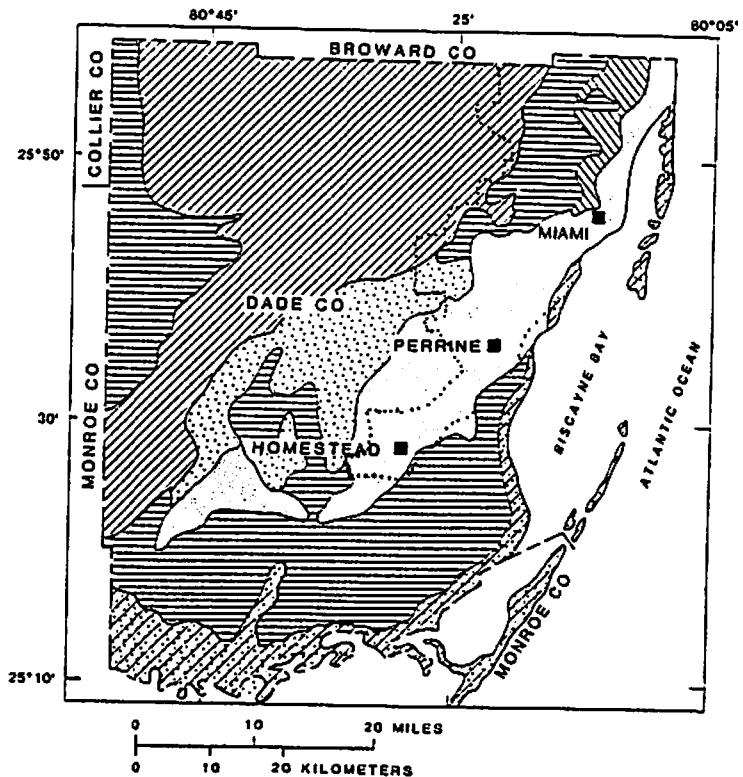 80°45'
25'
80°05'
BROWARD CO
COLLIER CO
25°50'
MIAMI
DADE CO
PERRINE
BISCAYNE BAY
ATLANTIC OCEAN
30'
MONROE CO
HOMESTEAD
MONROE CO
25°10'
0 10 20 MILES
0 10 20 KILOMETERS